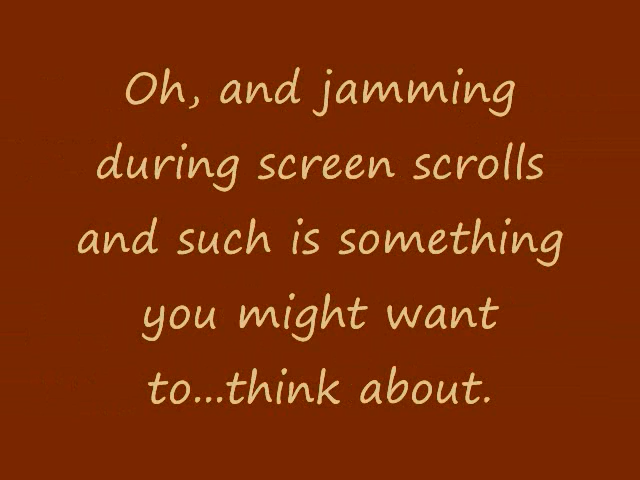 Oh, and jamming
during screen scrolls
and such is something
you might want
to...think about.